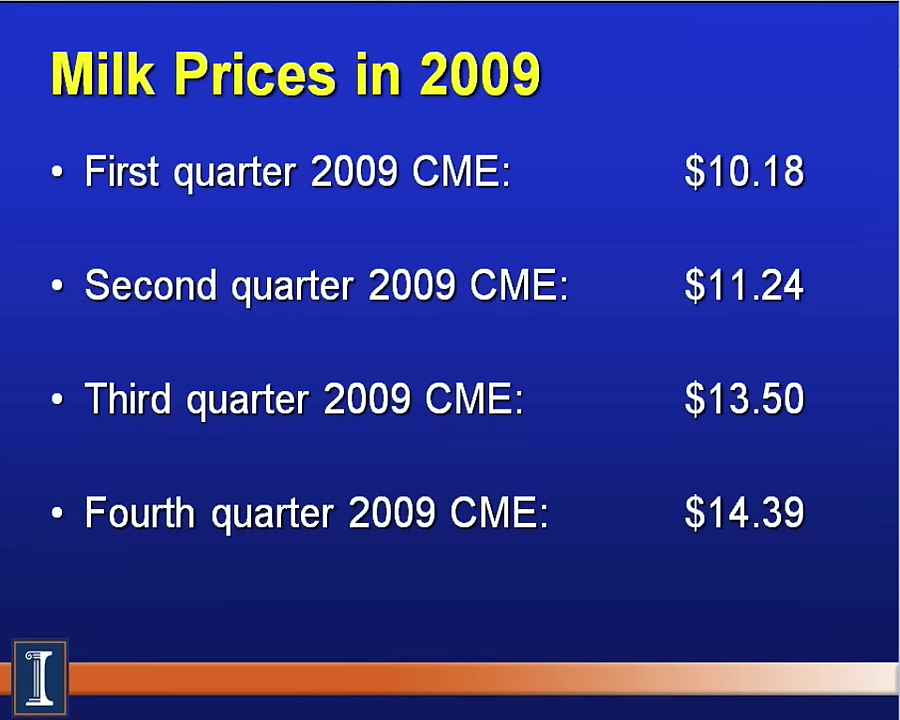 Milk Prices in 2009
• First quarter 2009 CME: $10.18
• Second quarter 2009 CME: $11.24
• Third quarter 2009 CME: $13.50
• Fourth quarter 2009 CME: $14.39
I